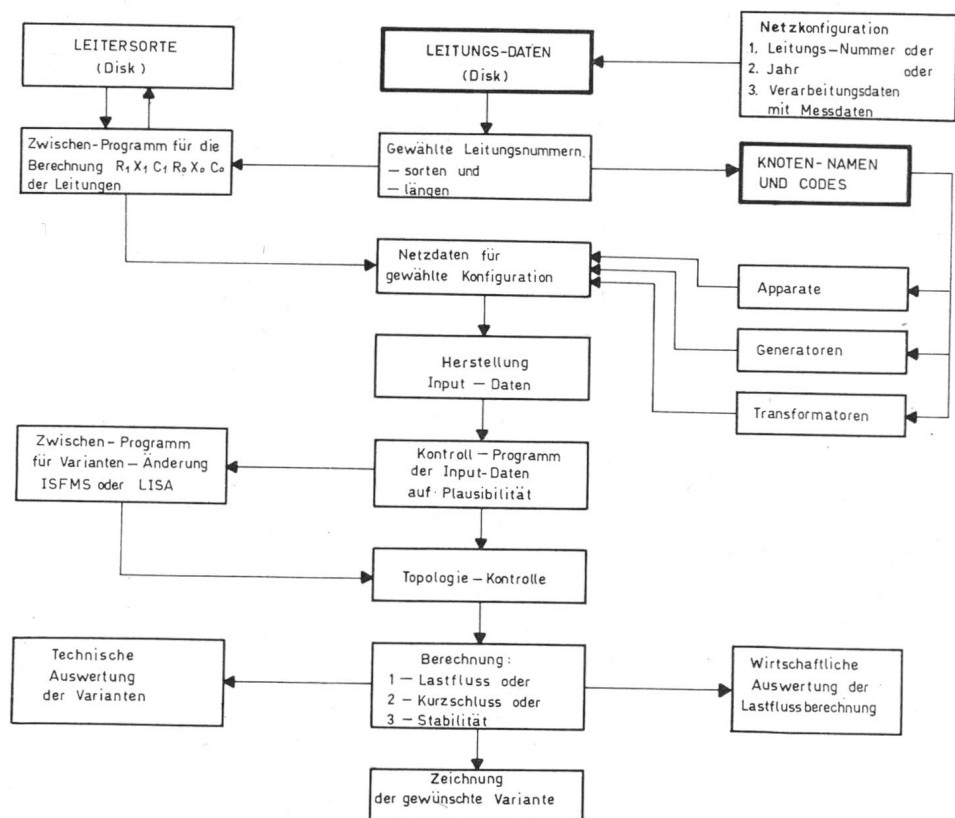 LEITERSORTE
(Disk)
LEITUNGS-DATEN
(Disk)
Netzkonfiguration
1. Leitungs-Nummer oder
2. Jahr oder
3. Verarbeitungsdaten
mit Messdaten
Zwischen-Programm für die
Berechnung R₁ X₁ C₁ R₀ X₀ C₀
der Leitungen
Gewählte Leitungsnummern,
— sorten und
— längen
KNOTEN-NAMEN
UND CODES
Netzdaten für
gewählte Konfiguration
Apparate
Generatoren
Transformatoren
Herstellung
Input — Daten
Zwischen-Programm
für Varianten — Änderung
ISFMS oder LISA
Kontroll — Programm
der Input-Daten
auf Plausibilität
Topologie — Kontrolle
Technische
Auswertung
der Varianten
Berechnung:
1 — Lastfluss oder
2 — Kurzschluss oder
3 — Stabilität
Wirtschaftliche
Auswertung der
Lastflussberechnung
Zeichnung
der gewünschte Variante